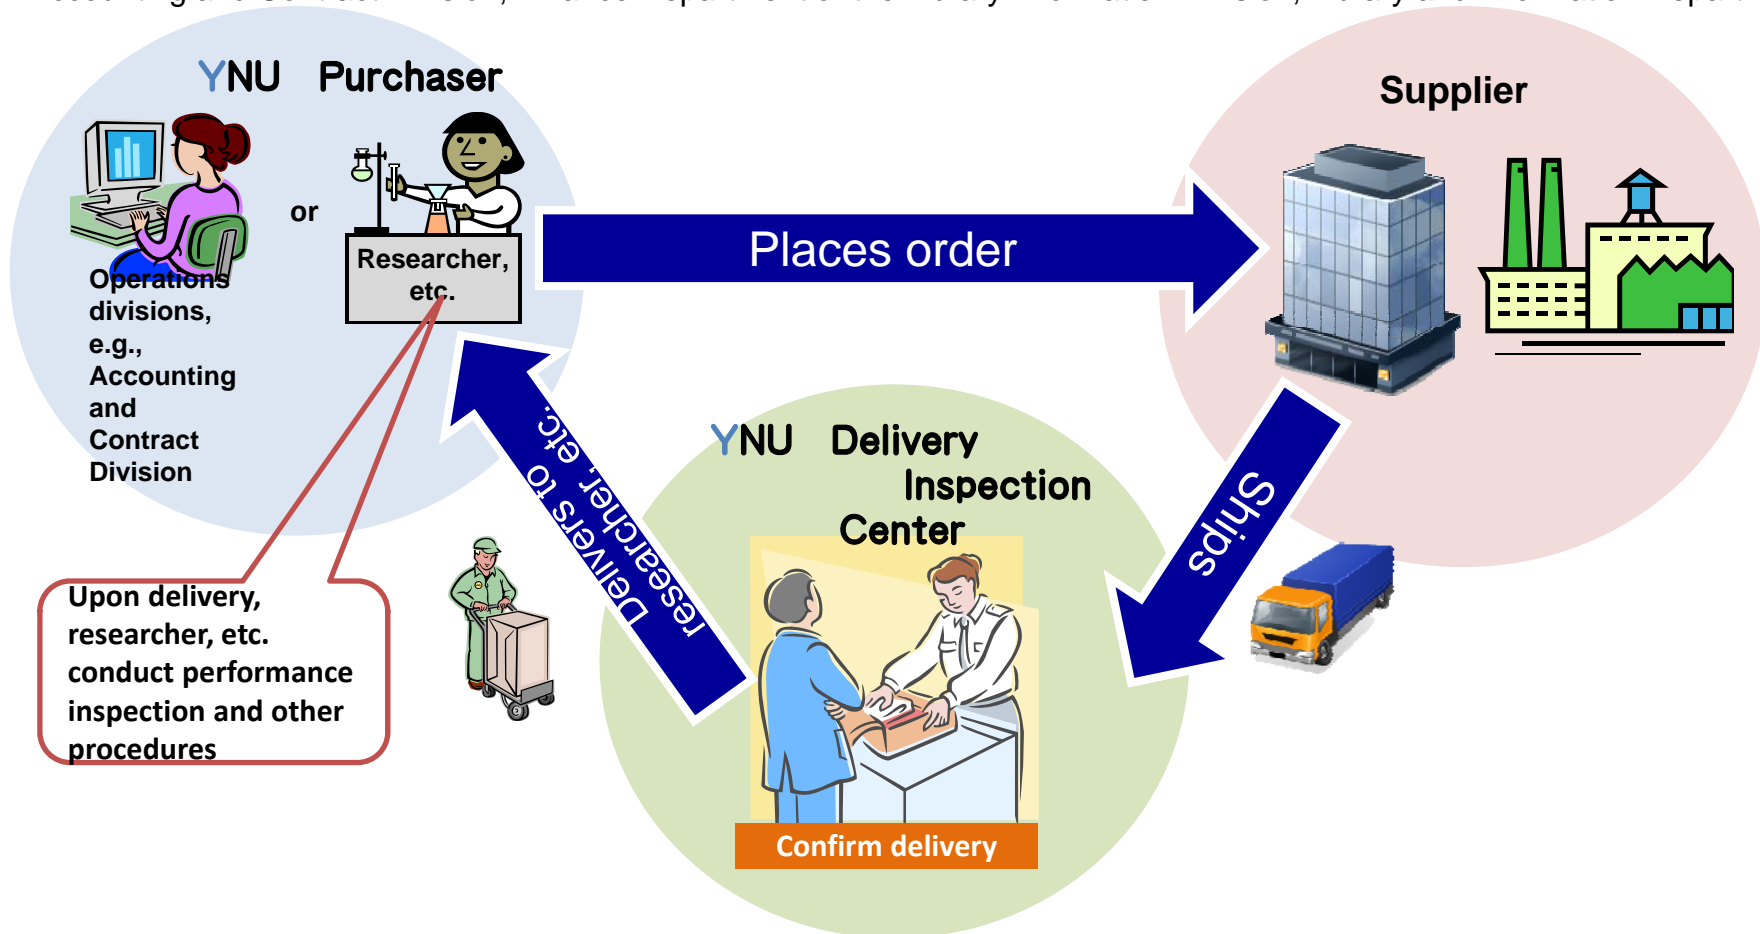 YNU Purchaser
or
Researcher,
etc.
Operations
divisions,
e.g.,
Accounting
and
Contract
Division
Places order
Supplier
Ships
YNU Delivery
Inspection
Center
Confirm delivery
Delivers to
researcher, etc.
Upon delivery,
researcher, etc.
conduct performance
inspection and other
procedures